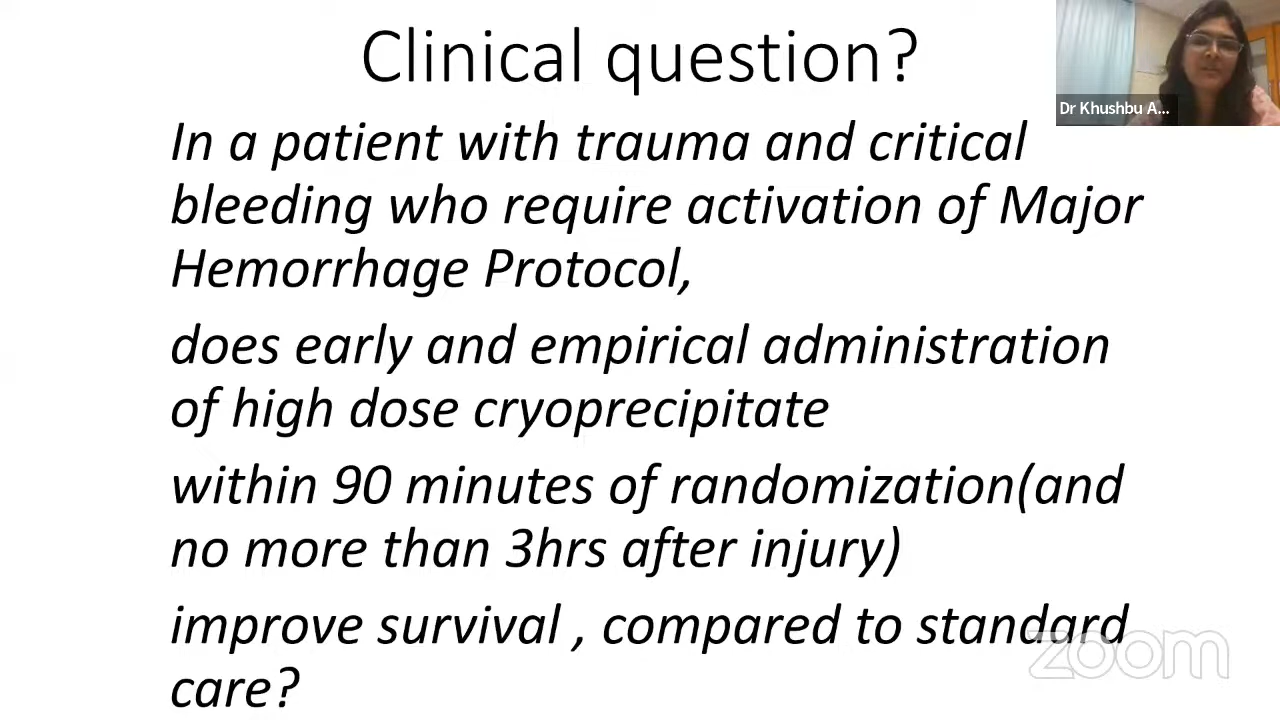 Clinical question?
Dr Khushbu A...
In a patient with trauma and critical
bleeding who require activation of Major
Hemorrhage Protocol,
does early and empirical administration
of high dose cryoprecipitate
within 90 minutes of randomization(and
no more than 3hrs after injury)
improve survival , compared to standard
care?
zoom